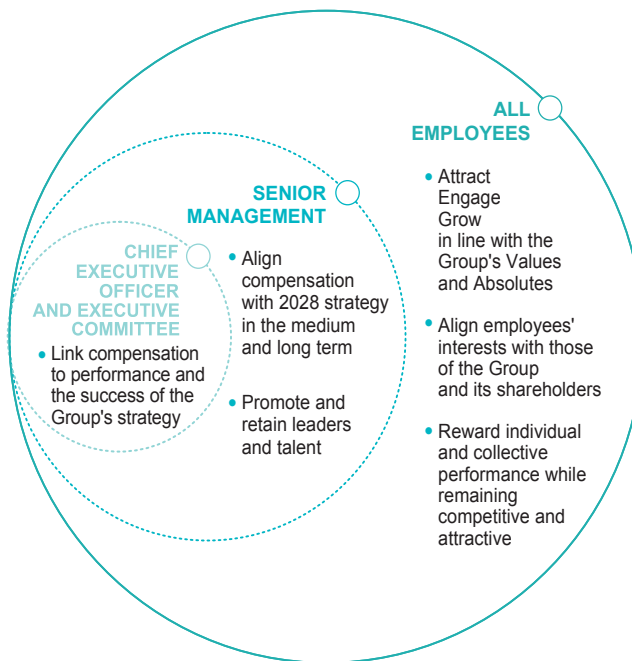 ALL
EMPLOYEES
• Attract
Engage
Grow
in line with the
Group's Values
and Absolutes
• Align employees'
interests with those
of the Group
and its shareholders
• Reward individual
and collective
performance while
remaining
competitive and
attractive
SENIOR
MANAGEMENT
• Align
compensation
with 2028 strategy
in the medium
and long term
• Promote and
retain leaders
and talent
CHIEF
EXECUTIVE
OFFICER
AND EXECUTIVE
COMMITTEE
• Link compensation
to performance and
the success of the
Group's strategy